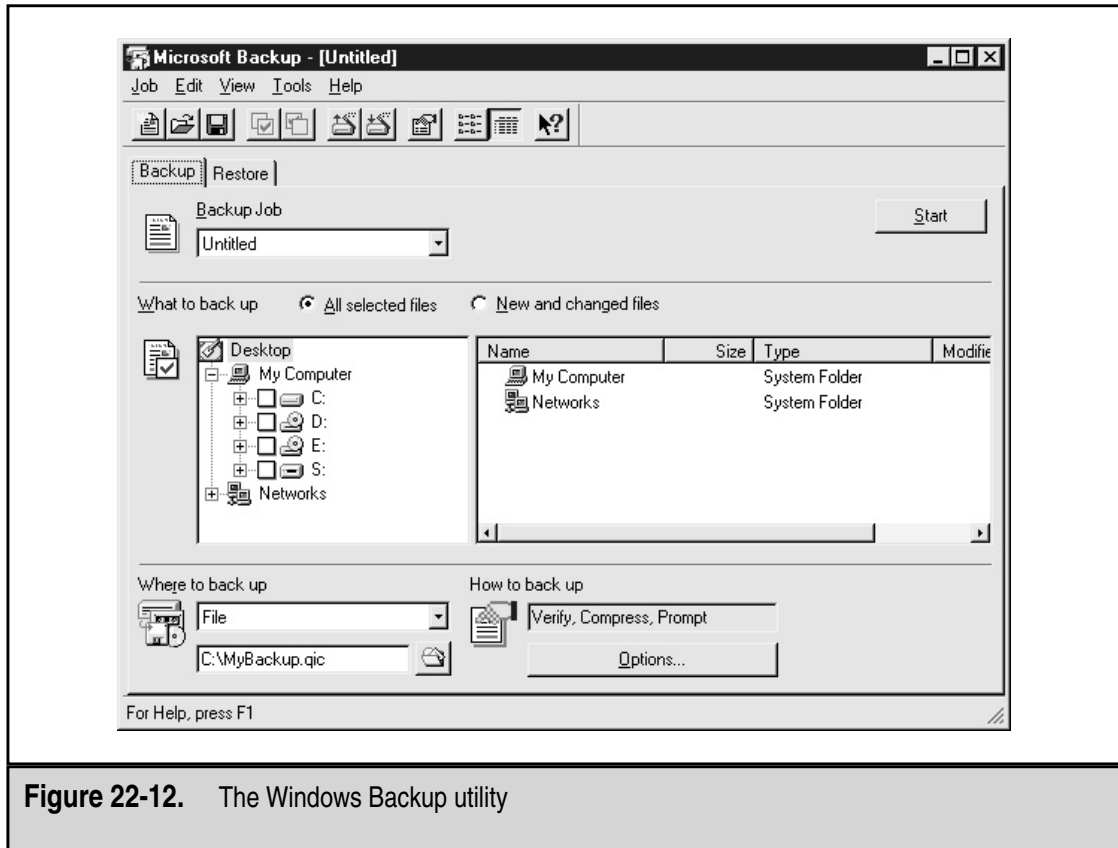 Microsoft Backup - [Untitled]
Job Edit View Tools Help
Backup Restore
Backup Job
Start
Untitled
What to back up All selected files New and changed files
Desktop
My Computer
C:
D:
E:
S:
Networks
Name Size Type Modifie
My Computer System Folder
Networks System Folder
Where to back up
File
C:\MyBackup.qic
How to back up
Verify, Compress, Prompt
Options...
For Help, press F1
Figure 22-12. The Windows Backup utility